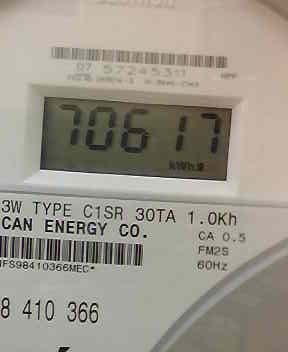 07 57245311
70617
kWh
3W TYPE C1SR 30TA 1.0Kh
CAN ENERGY CO.
CA 0.5
FM2S
60Hz
IFS98410366MEC*
8 410 366